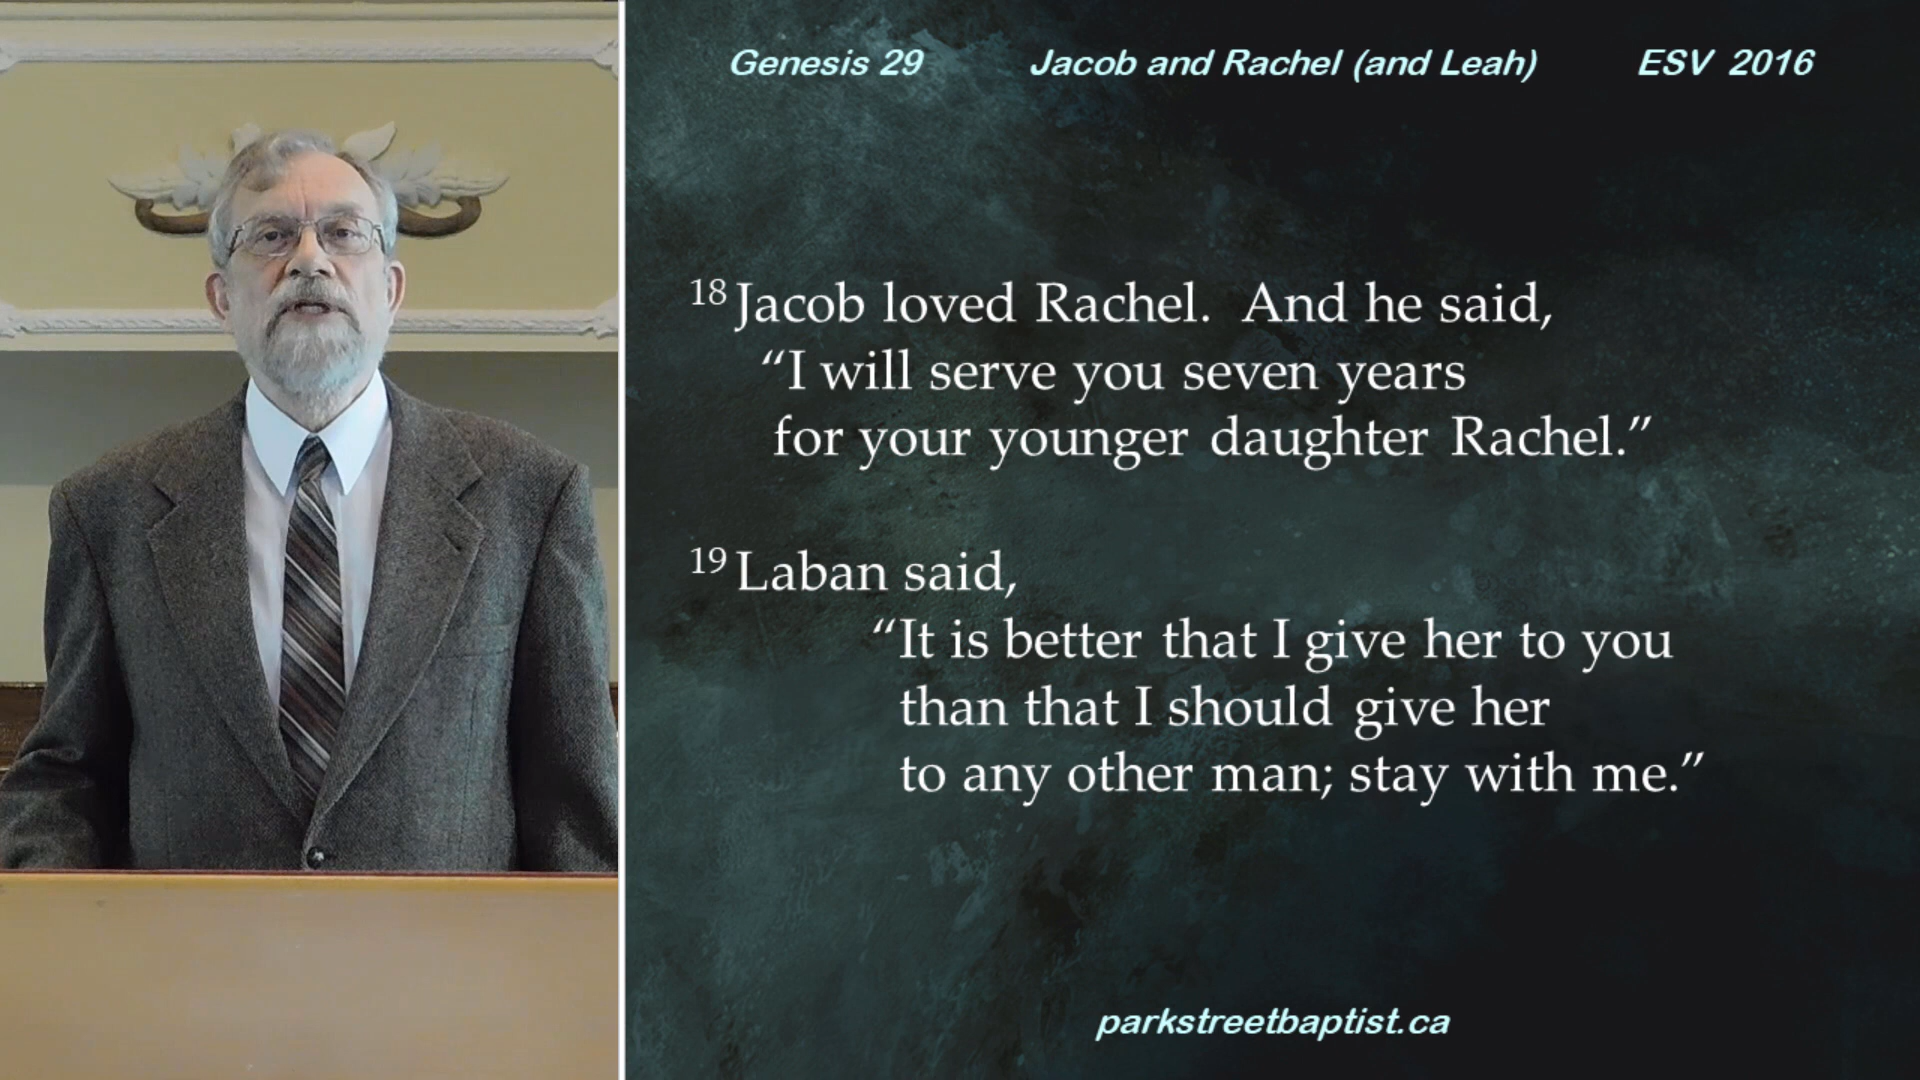 Genesis 29 Jacob and Rachel (and Leah) ESV 2016
18 Jacob loved Rachel. And he said,
“I will serve you seven years
for your younger daughter Rachel.”
19 Laban said,
“It is better that I give her to you
than that I should give her
to any other man; stay with me.”
parkstreetbaptist.ca